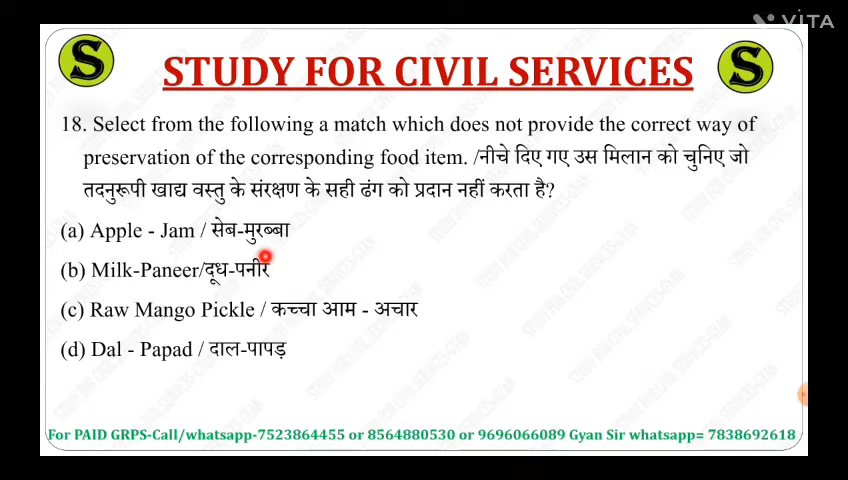 VITA
S STUDY FOR CIVIL SERVICES S
18. Select from the following a match which does not provide the correct way of
preservation of the corresponding food item. /नीचे दिए गए उस मिलान को चुनिए जो
तदनुरूपी खाद्य वस्तु के संरक्षण के सही ढंग को प्रदान नहीं करता है?
(a) Apple - Jam / सेब-मुरब्बा
(b) Milk-Paneer/दूध-पनीर
(c) Raw Mango Pickle / कच्चा आम - अचार
(d) Dal - Papad / दाल-पापड़
For PAID GRPS-Call/whatsapp-7523864455 or 8564880530 or 9696066089 Gyan Sir whatsapp= 7838692618